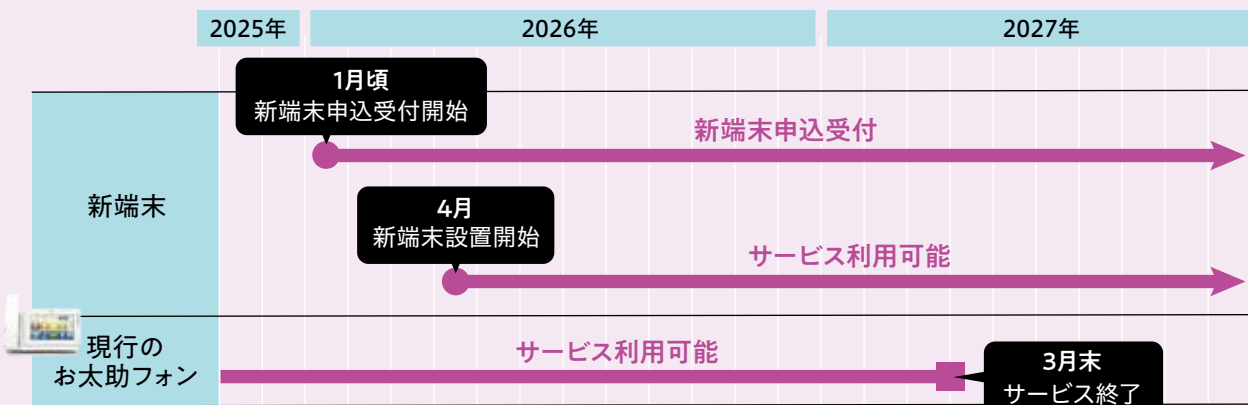 2025年
2026年
2027年
1月頃
新端末申込受付開始
新端末申込受付
新端末
4月
新端末設置開始
サービス利用可能
現行の
お太助フォン
サービス利用可能
3月末
サービス終了